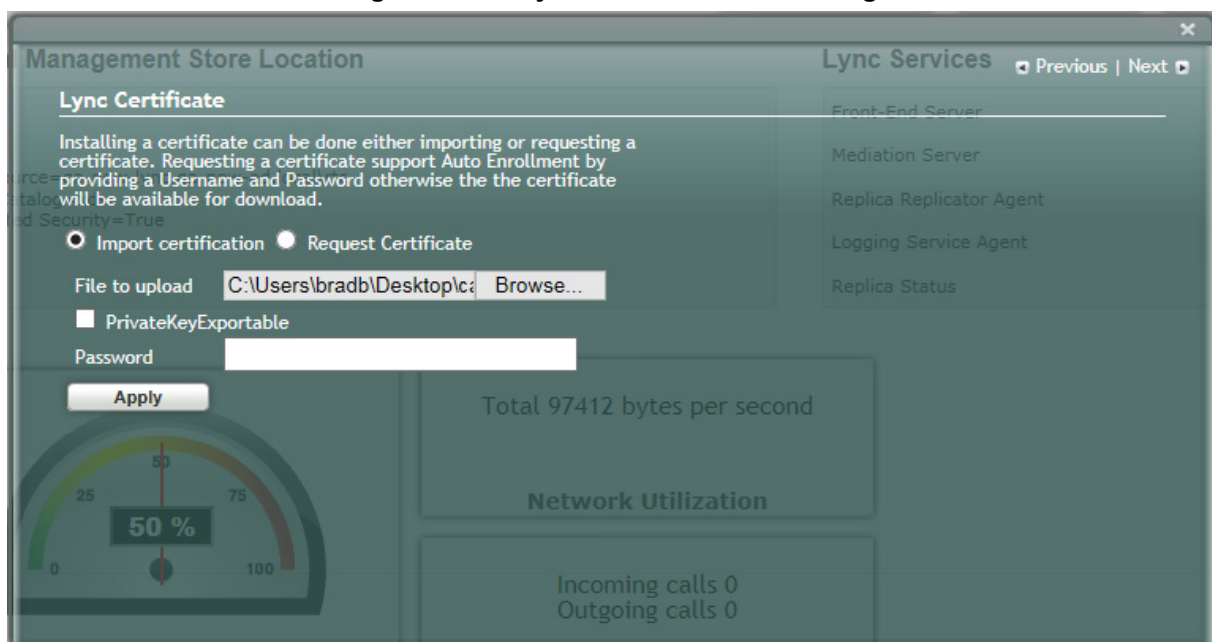 Management Store Location
Lync Services
Previous | Next
Lync Certificate
Front-End Server
Installing a certificate can be done either importing or requesting a
certificate. Requesting a certificate support Auto Enrollment by
providing a Username and Password otherwise the the certificate
will be available for download.
Mediation Server
Replica Replicator Agent
ed Security=True
Import certification Request Certificate
Logging Service Agent
File to upload C:\Users\bradb\Desktop\ca Browse...
Replica Status
PrivateKeyExportable
Password
Apply
Total 97412 bytes per second
50
25 75
50 %
0 100
Network Utilization
Incoming calls 0
Outgoing calls 0